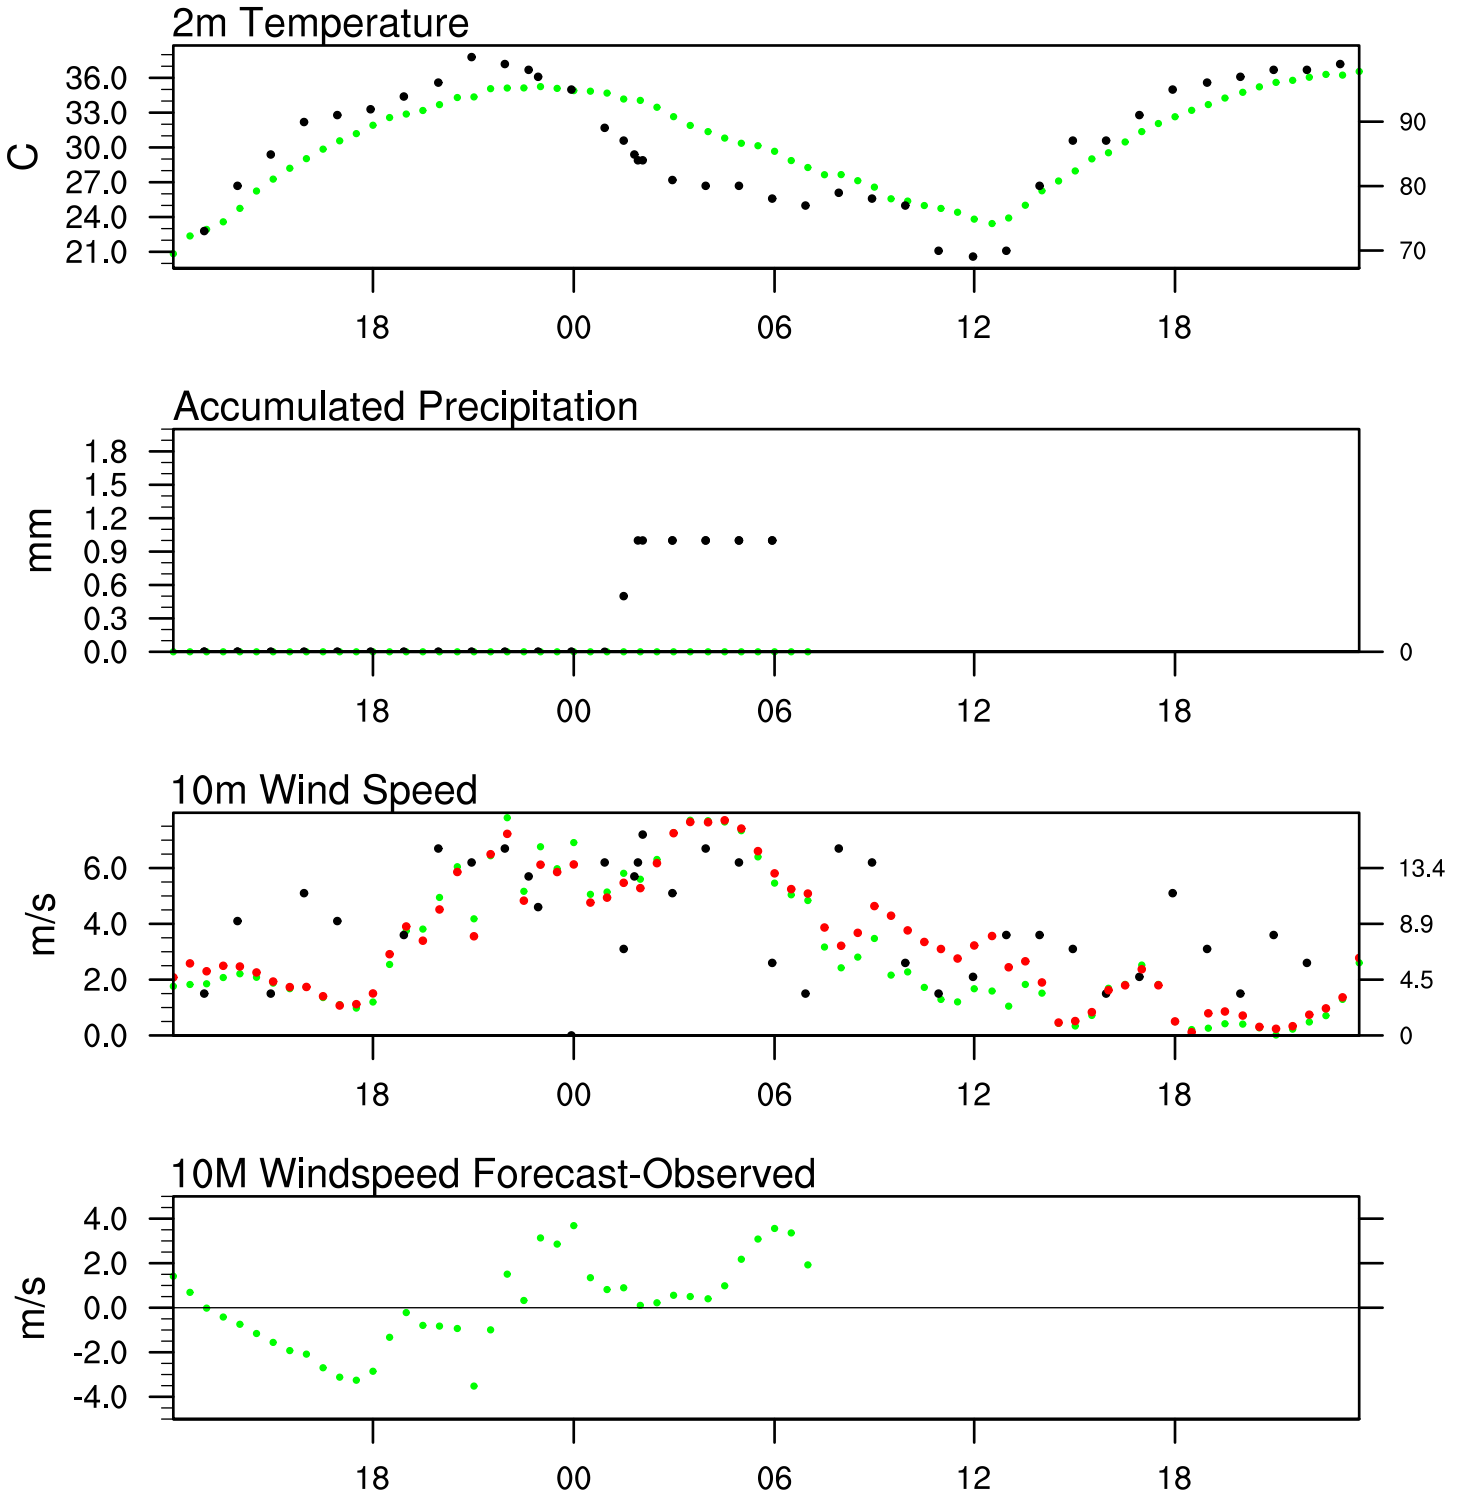 2m Temperature
C
36.0
33.0
30.0
27.0
24.0
21.0
90
80
70
18 00 06 12 18
Accumulated Precipitation
mm
1.8
1.5
1.2
0.9
0.6
0.3
0.0
0
18 00 06 12 18
10m Wind Speed
m/s
6.0
4.0
2.0
0.0
13.4
8.9
4.5
0
18 00 06 12 18
10M Windspeed Forecast-Observed
m/s
4.0
2.0
0.0
-2.0
-4.0
18 00 06 12 18